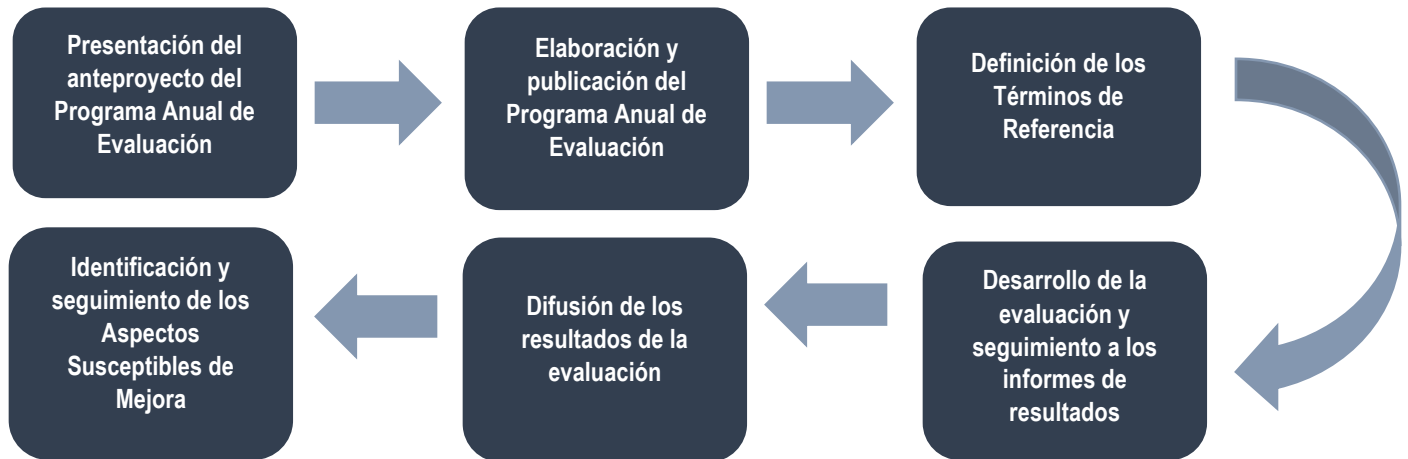 Presentación del
anteproyecto del
Programa Anual de
Evaluación
Elaboración y
publicación del
Programa Anual de
Evaluación
Definición de los
Términos de
Referencia
Desarrollo de la
evaluación y
seguimiento a los
informes de
resultados
Difusión de los
resultados de la
evaluación
Identificación y
seguimiento de los
Aspectos
Susceptibles de
Mejora